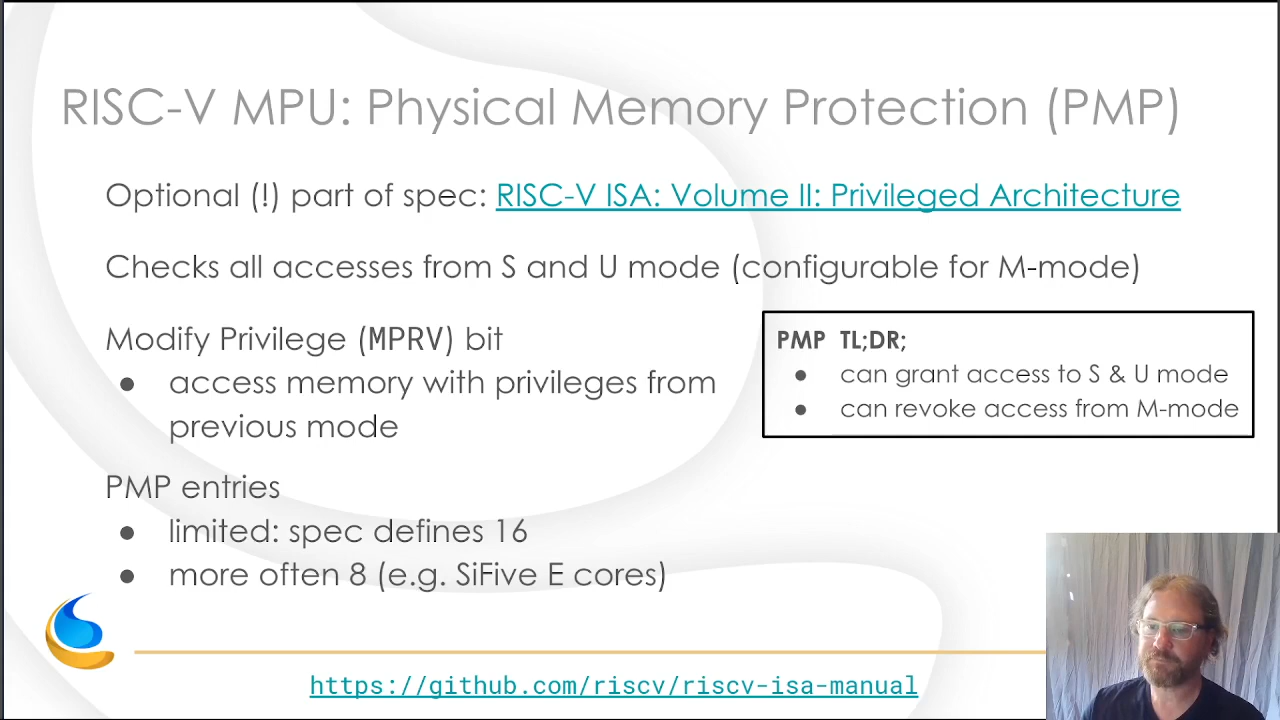 RISC-V MPU: Physical Memory Protection (PMP)
Optional (!) part of spec: RISC-V ISA: Volume II: Privileged Architecture
Checks all accesses from S and U mode (configurable for M-mode)
Modify Privilege (MPRV) bit
● access memory with privileges from
previous mode
PMP TL;DR;
● can grant access to S & U mode
● can revoke access from M-mode
PMP entries
● limited: spec defines 16
● more often 8 (e.g. SiFive E cores)
https://github.com/riscv/riscv-isa-manual